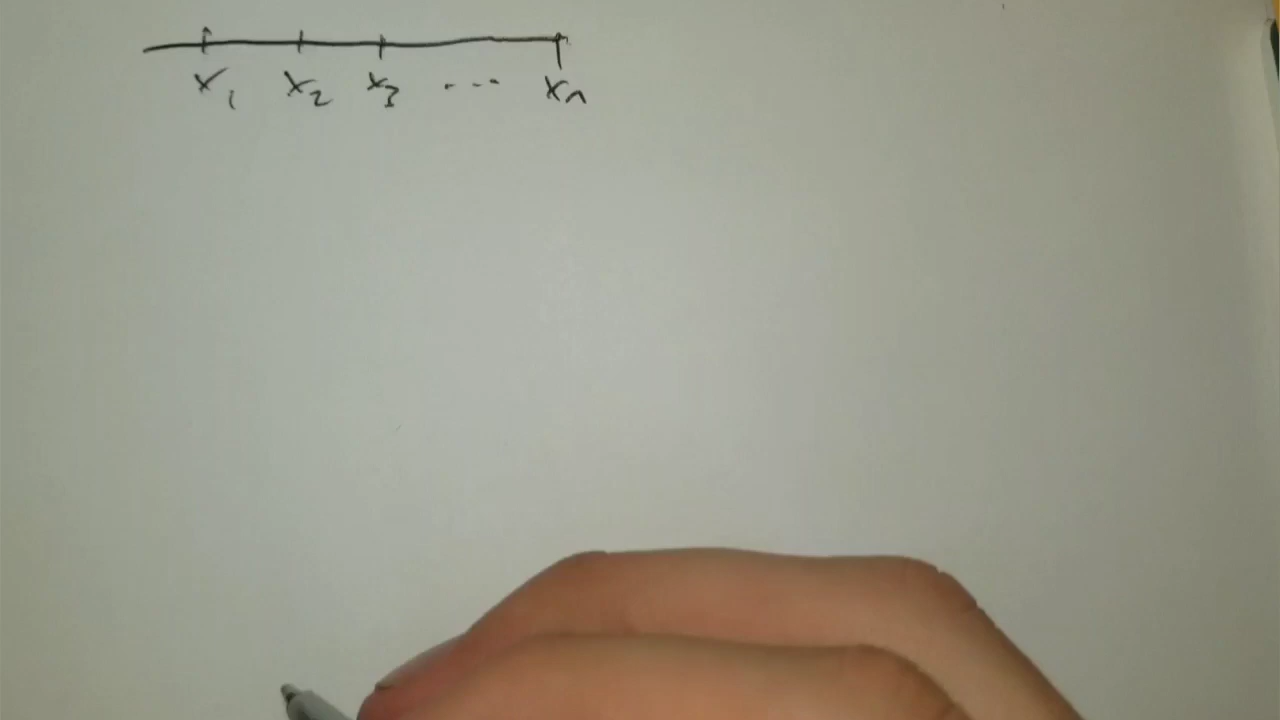 x₁ x₂ x₃ ... xₙ